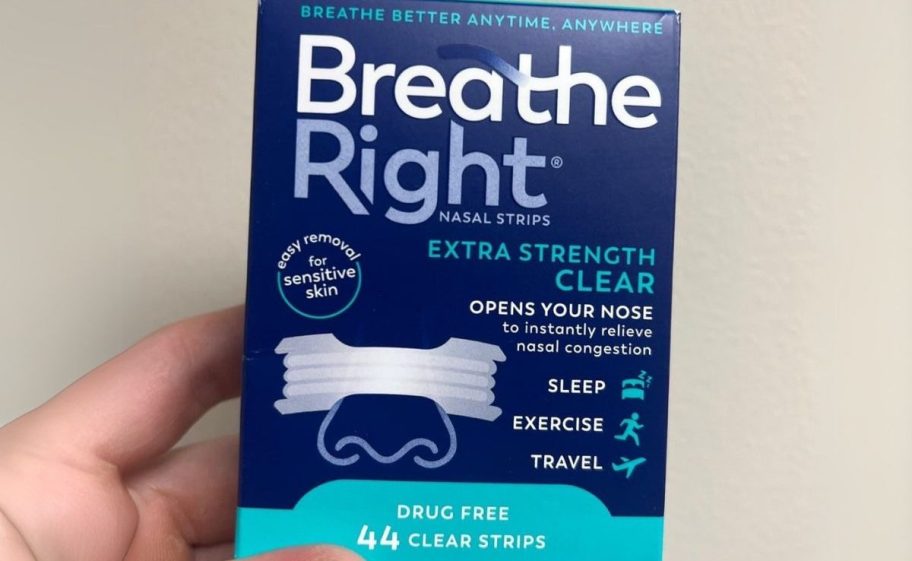 BREATHE BETTER ANYTIME, ANYWHERE
Breathe
Right®
NASAL STRIPS
easy removal
for
sensitive
skin
EXTRA STRENGTH
CLEAR
OPENS YOUR NOSE
to instantly relieve
nasal congestion
SLEEP
zzz
EXERCISE
TRAVEL
DRUG FREE
44 CLEAR STRIPS